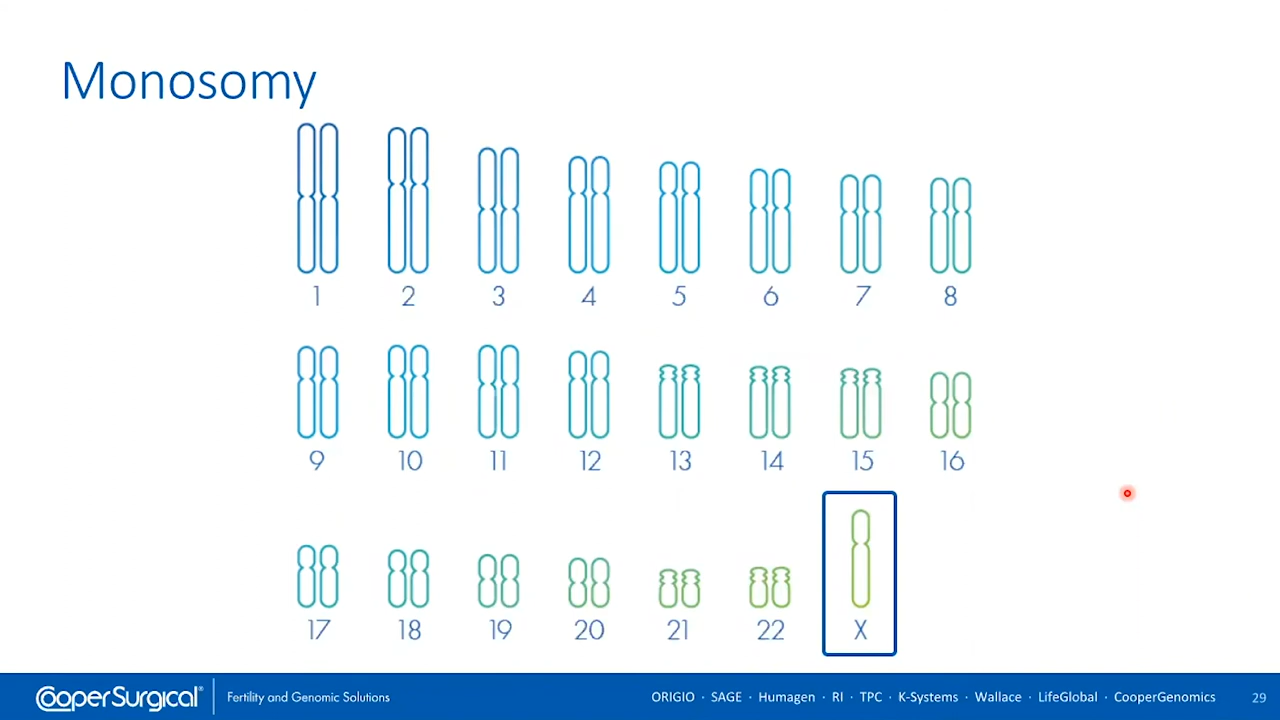 Monosomy
1 2 3 4 5 6 7 8
9 10 11 12 13 14 15 16
17 18 19 20 21 22 X
CooperSurgical® Fertility and Genomic Solutions ORIGIO · SAGE · Humagen · RI · TPC · K-Systems · Wallace · LifeGlobal · CooperGenomics 29